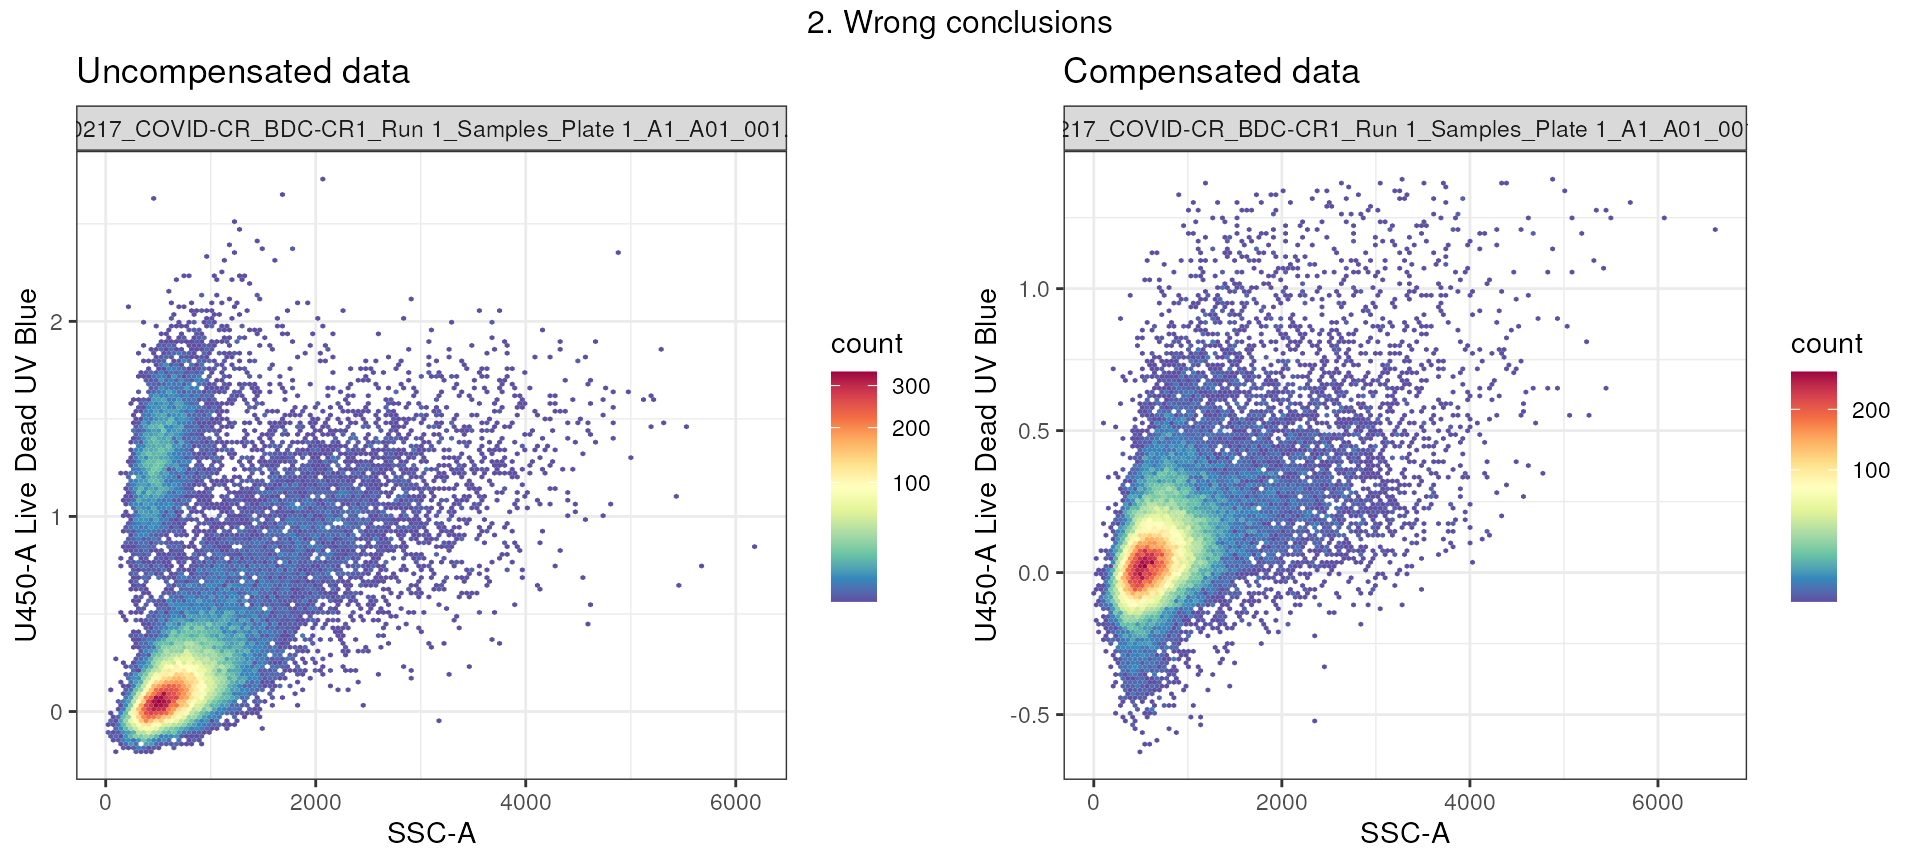 2. Wrong conclusions
Uncompensated data
0217_COVID-CR_BDC-CR1_Run 1_Samples_Plate 1_A1_A01_001.
U450-A Live Dead UV Blue
2
1
0
0
2000
4000
6000
SSC-A
count
300
200
100
Compensated data
217_COVID-CR_BDC-CR1_Run 1_Samples_Plate 1_A1_A01_00
U450-A Live Dead UV Blue
1.0
0.5
0.0
-0.5
0
2000
4000
6000
SSC-A
count
200
100